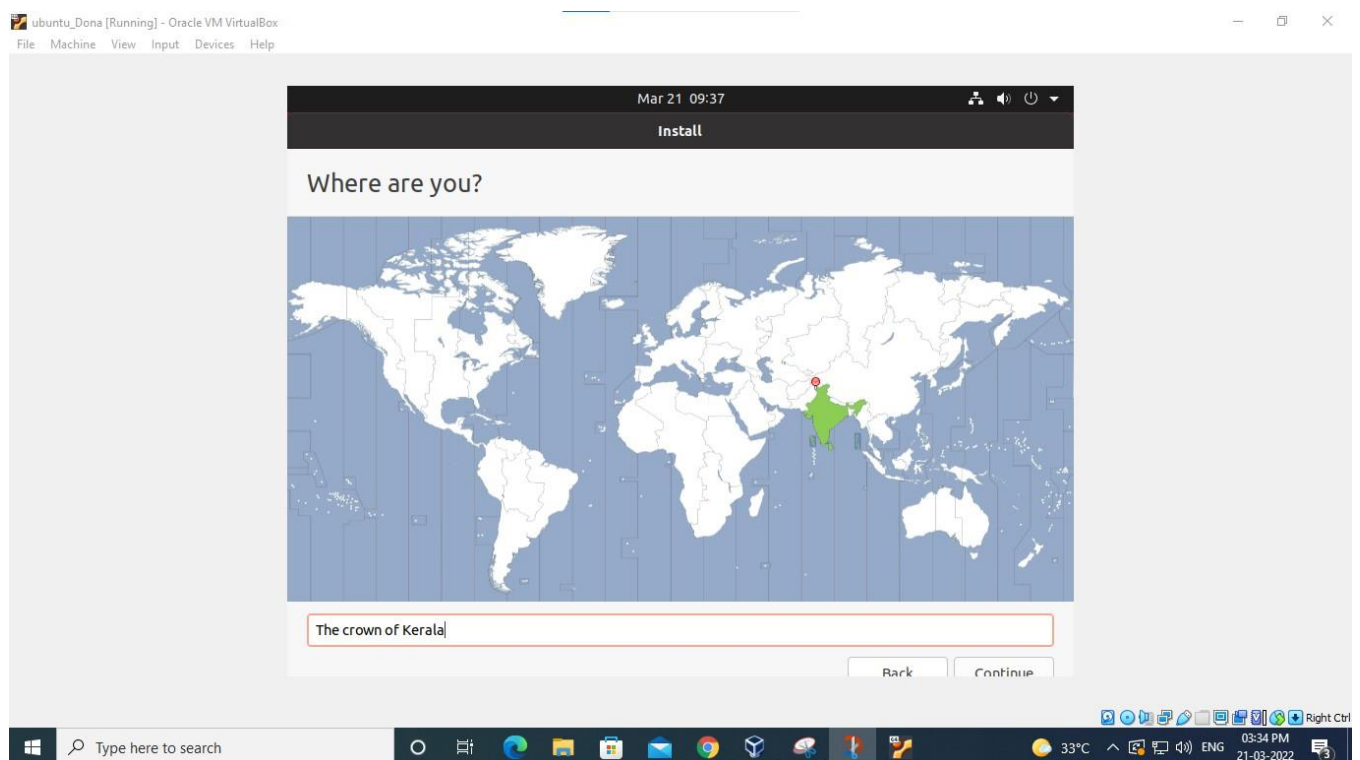 ubuntu_Dona [Running] - Oracle VM VirtualBox
File Machine View Input Devices Help
Mar 21 09:37
Install
Where are you?
The crown of Kerala
Back Continue
Right Ctrl
Type here to search
33°C ENG 03:34 PM
21-03-2022
3